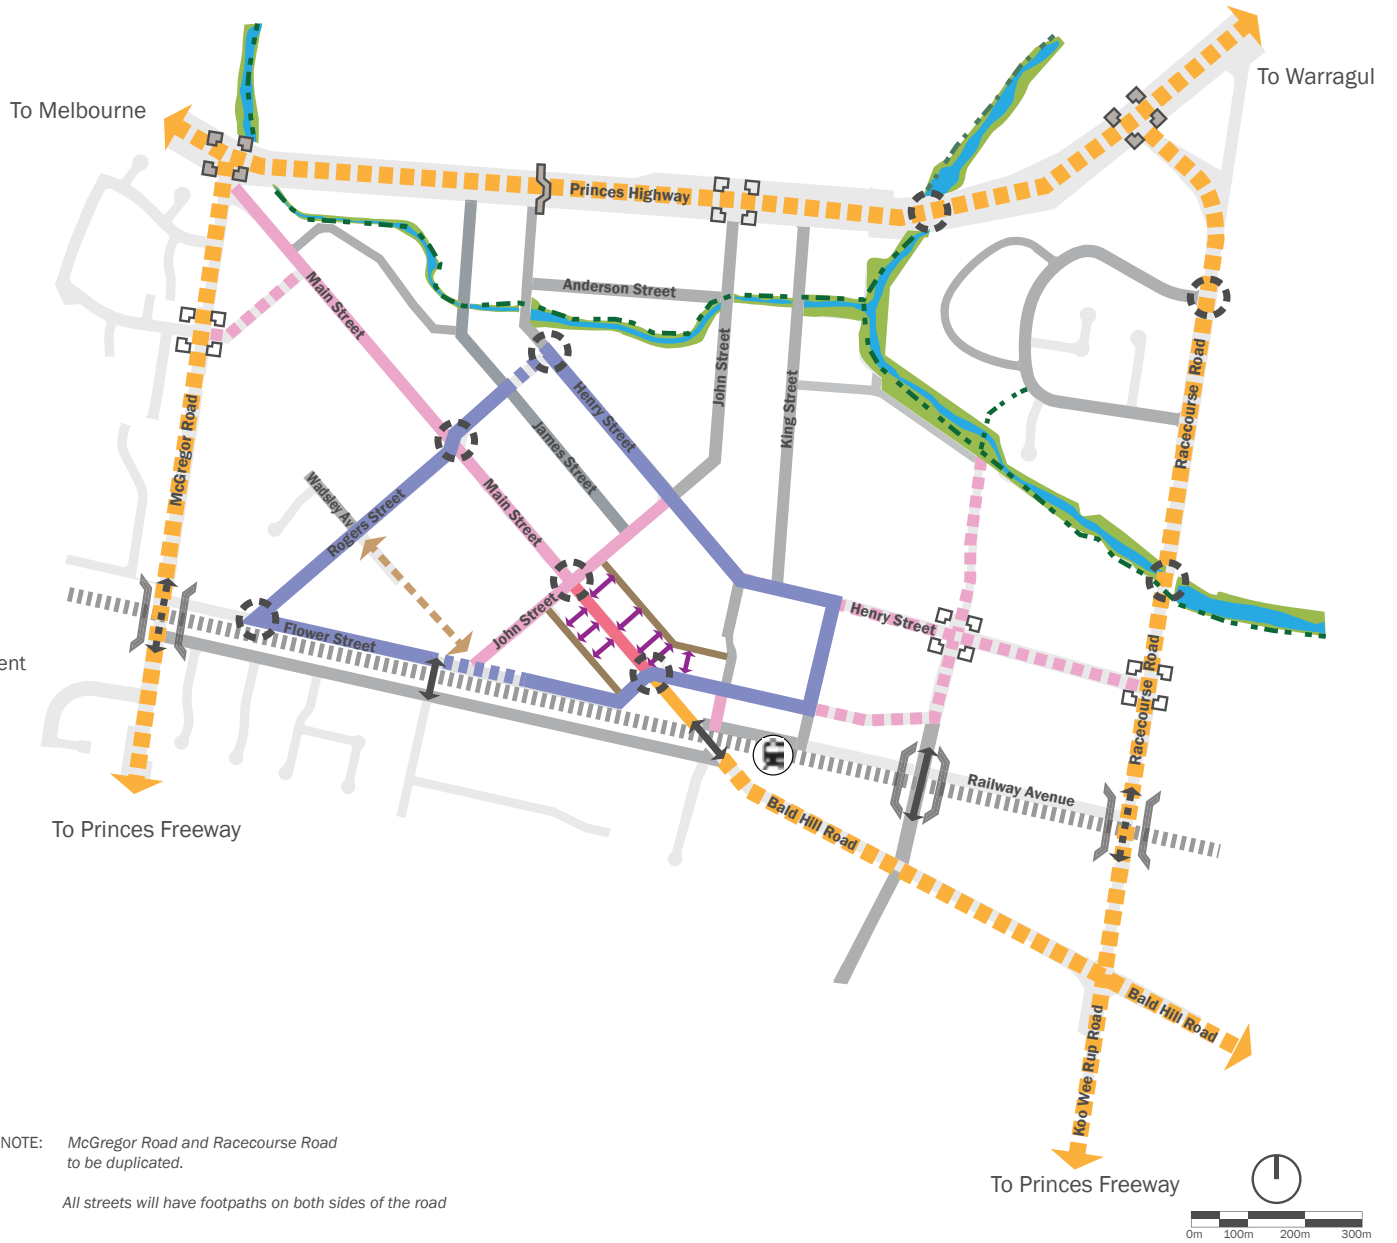 To Warragul
To Melbourne
Princes Highway
Anderson Street
Main Street
John Street
King Street
Henry Street
Racecourse Road
McGregor Road
James Street
Main Street
Wadsley Av
Rogers Street
John Street
Henry Street
Flower Street
ent
Racecourse Road
Racecourse Road
Railway Avenue
Bald Hill Road
To Princes Freeway
Bald Hill Road
Koo Wee Rup Road
To Princes Freeway
NOTE: McGregor Road and Racecourse Road
to be duplicated.
All streets will have footpaths on both sides of the road
0m 100m 200m 300m